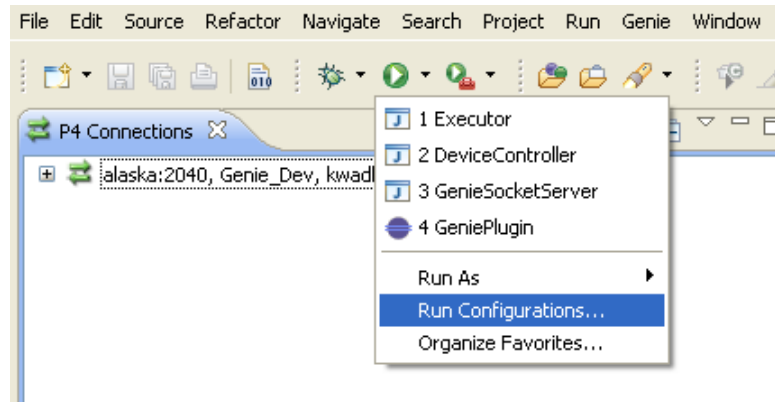 File Edit Source Refactor Navigate Search Project Run Genie Window
010
P4 Connections
1 Executor
alaska:2040, Genie_Dev,
2 DeviceController
3 GenieSocketServer
4 GeniePlugin
Run As
Run Configurations...
Organize Favorites...